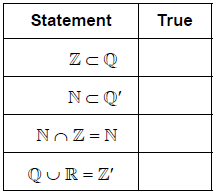 Statement True
ℤ ⊂ ℚ
ℕ ⊂ ℚ′
ℕ ∩ ℤ = ℕ
ℚ ∪ ℝ = ℤ′